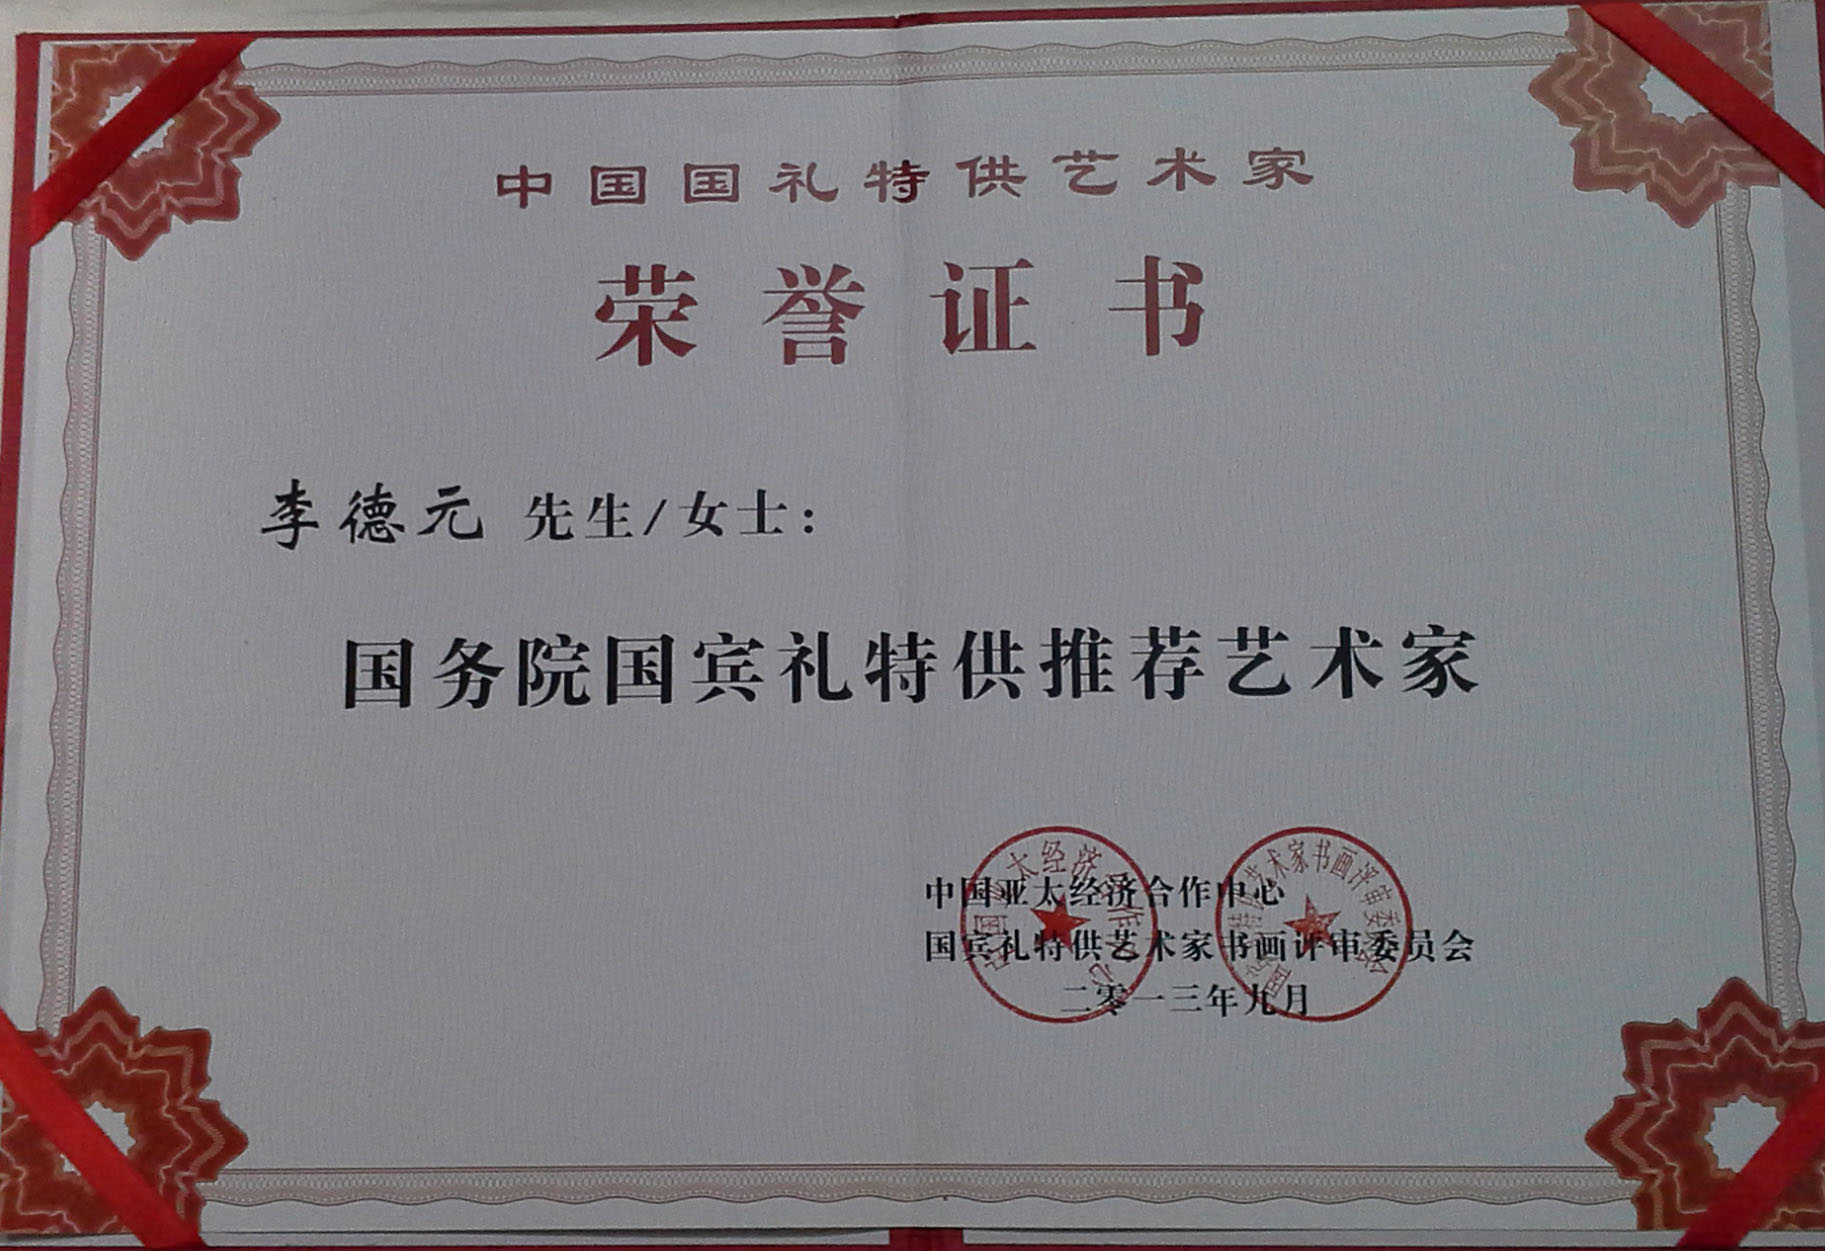 中国国礼特供艺术家
荣誉证书
李德元 先生/女士：
国务院国宾礼特供推荐艺术家
中国亚太经济合作中心
国宾礼特供艺术家书画评审委员会
二零一三年九月